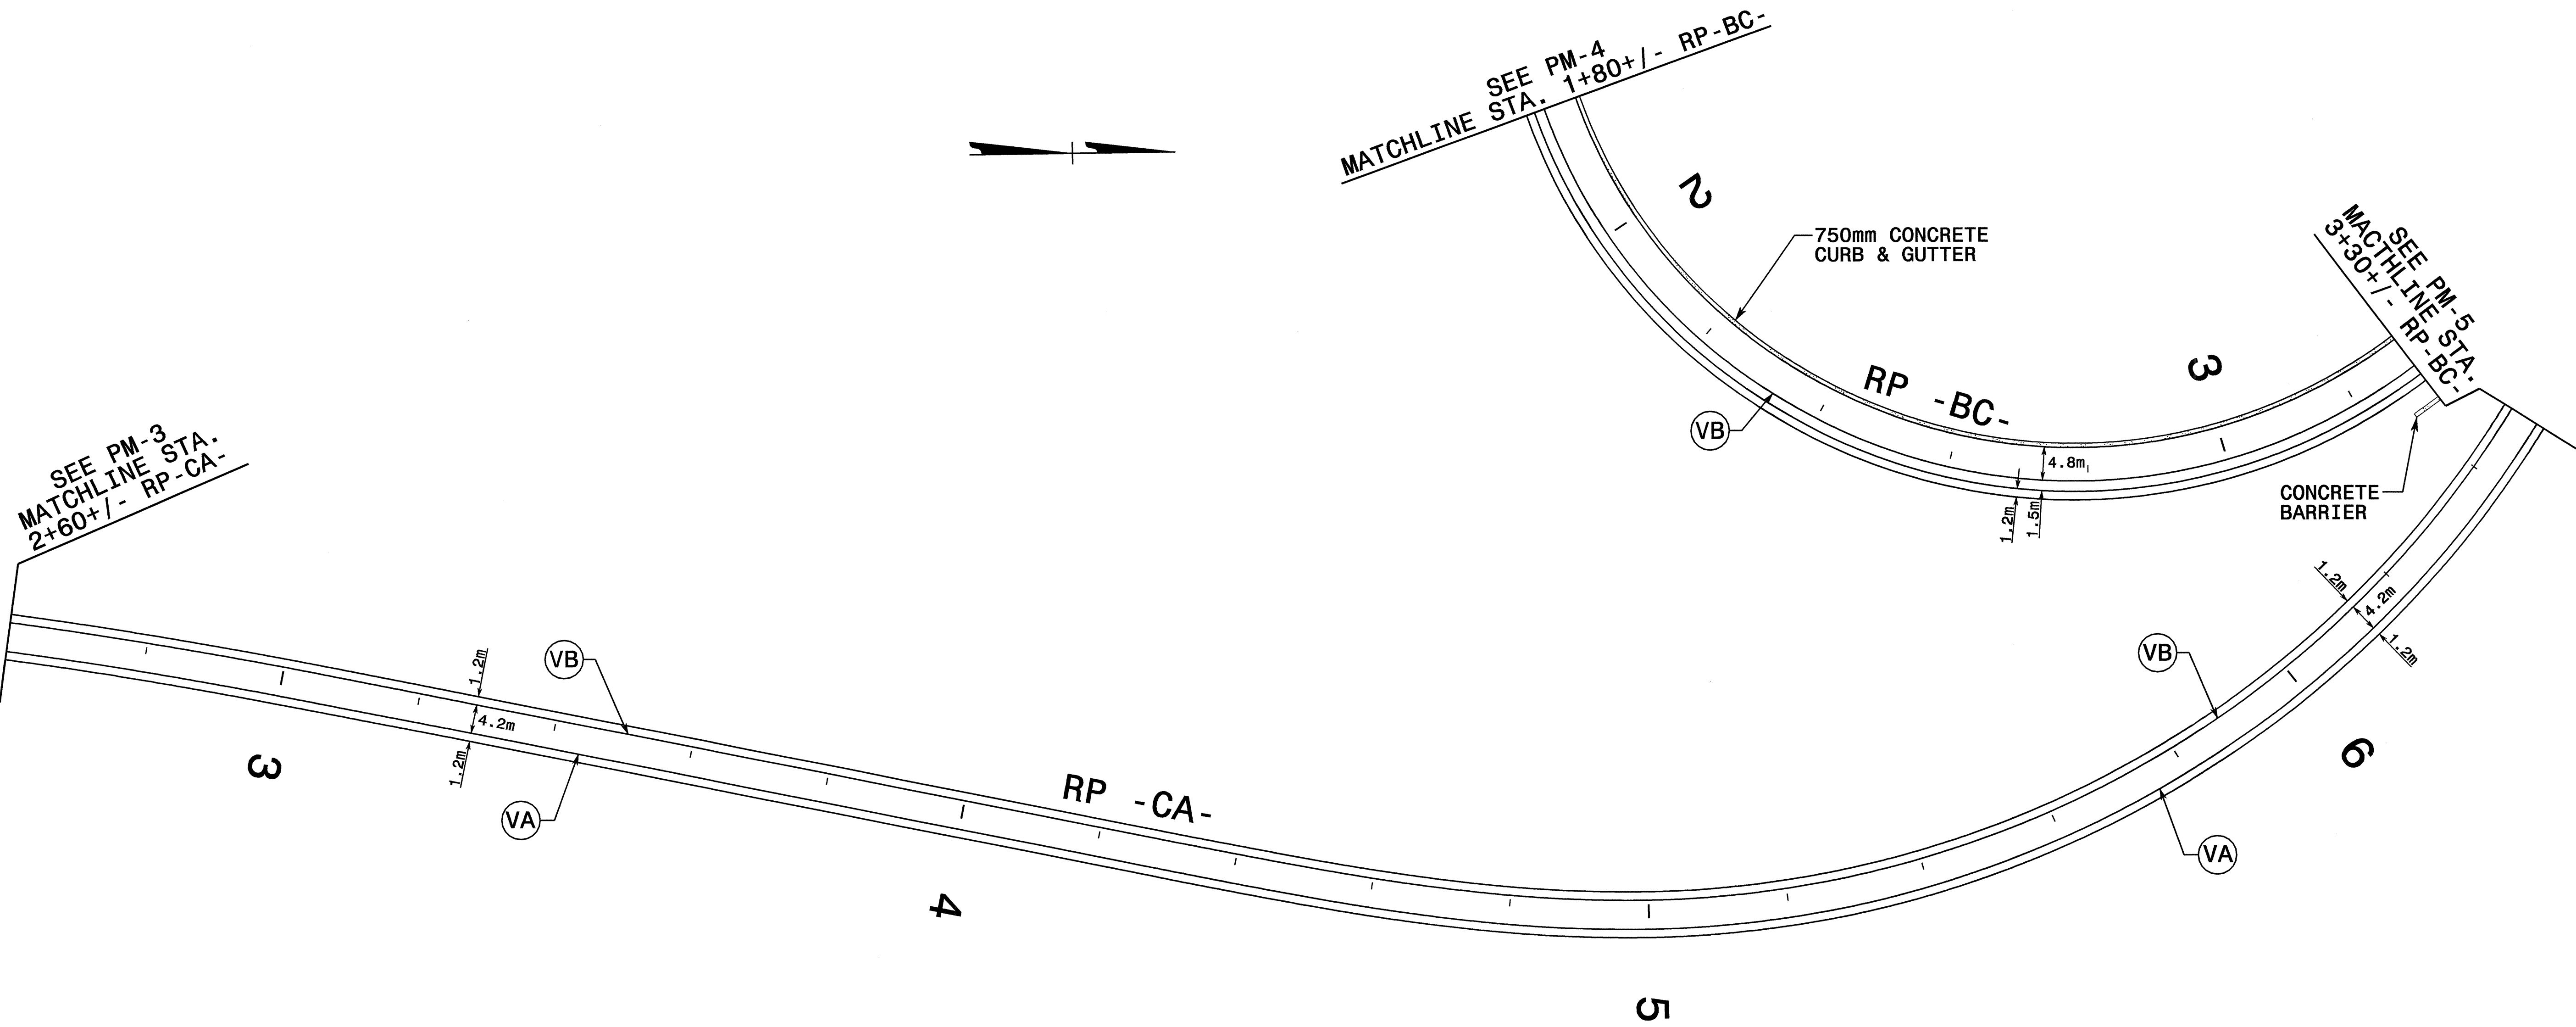 SEE PM-4
MATCHLINE STA. 1+80+/- RP-BC-
2
750mm CONCRETE
CURB & GUTTER
SEE PM-5
MACTHLINE STA.
3+30+/- RP-BC-
3
RP -BC-
VB
4.8m
1.2m
1.5m
CONCRETE
BARRIER
SEE PM-3
MATCHLINE STA.
2+60+/- RP-CA-
1.2m
4.2m
1.2m
VB
VA
3
RP -CA-
4
5
1.2m
4.2m
1.2m
VB
VA
6